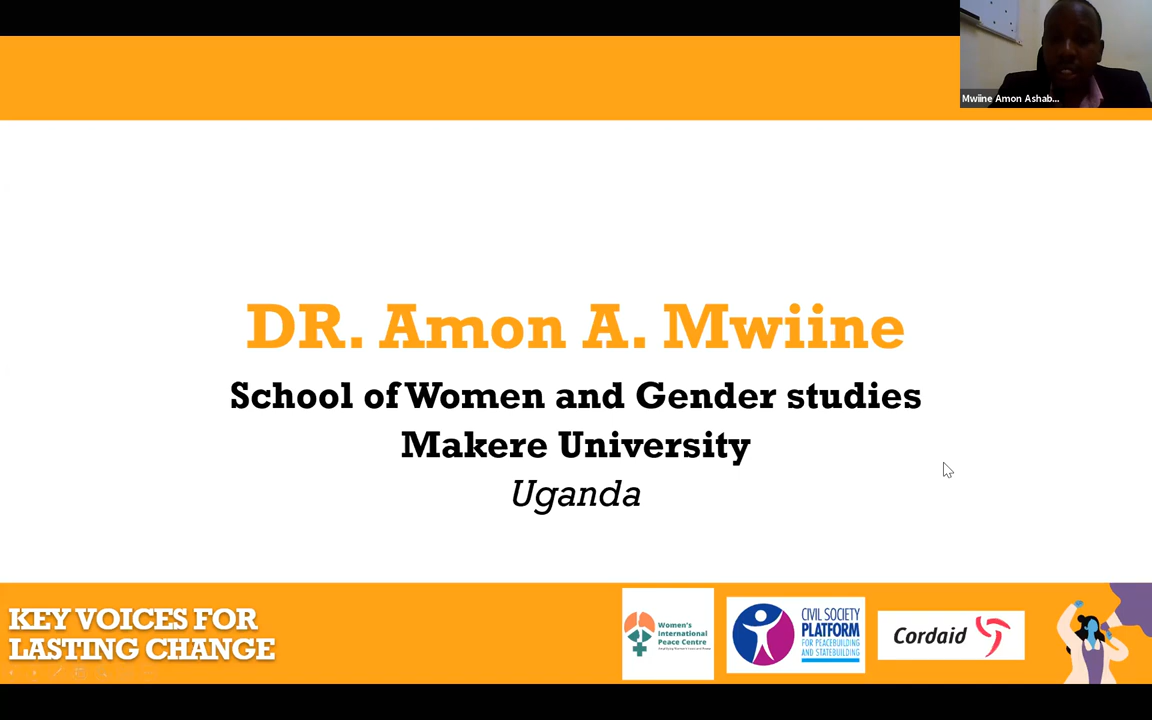 Mwiine Amon Ashab...
DR. Amon A. Mwiine
School of Women and Gender studies
Makere University
Uganda
KEY VOICES FOR
LASTING CHANGE
Women's
International
Peace Centre
CIVIL SOCIETY
PLATFORM
FOR PEACEBUILDING
AND STATEBUILDING
Cordaid